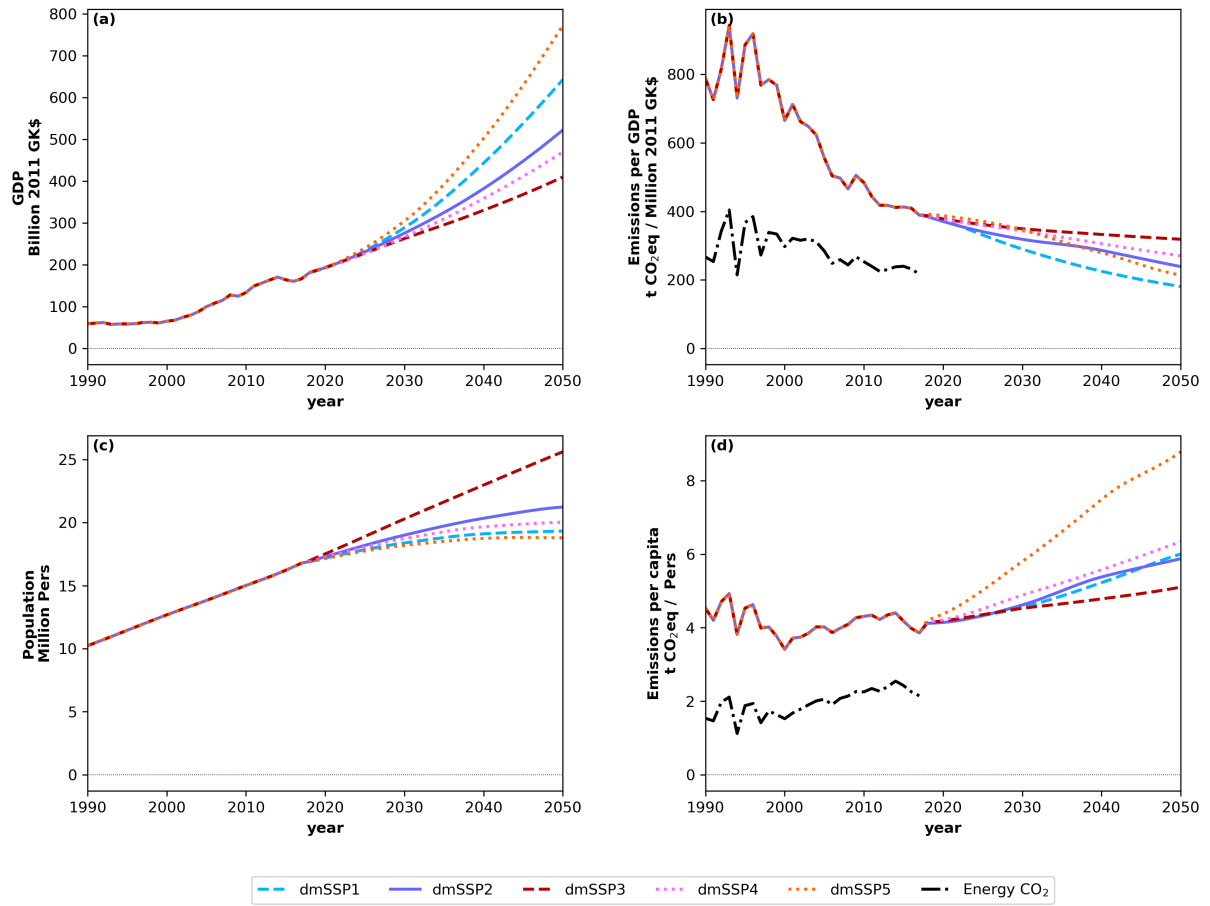 (a)
800
700
600
500
400
300
200
100
0
GDP
Billion 2011 GK$
1990 2000 2010 2020 2030 2040 2050
year
(b)
800
600
400
200
0
Emissions per GDP
t CO₂eq / Million 2011 GK$
1990 2000 2010 2020 2030 2040 2050
year
(c)
25
20
15
10
5
0
Population
Million Pers
1990 2000 2010 2020 2030 2040 2050
year
(d)
8
6
4
2
0
Emissions per capita
t CO₂eq / Pers
1990 2000 2010 2020 2030 2040 2050
year
dmSSP1 dmSSP2 dmSSP3 dmSSP4 dmSSP5 Energy CO₂